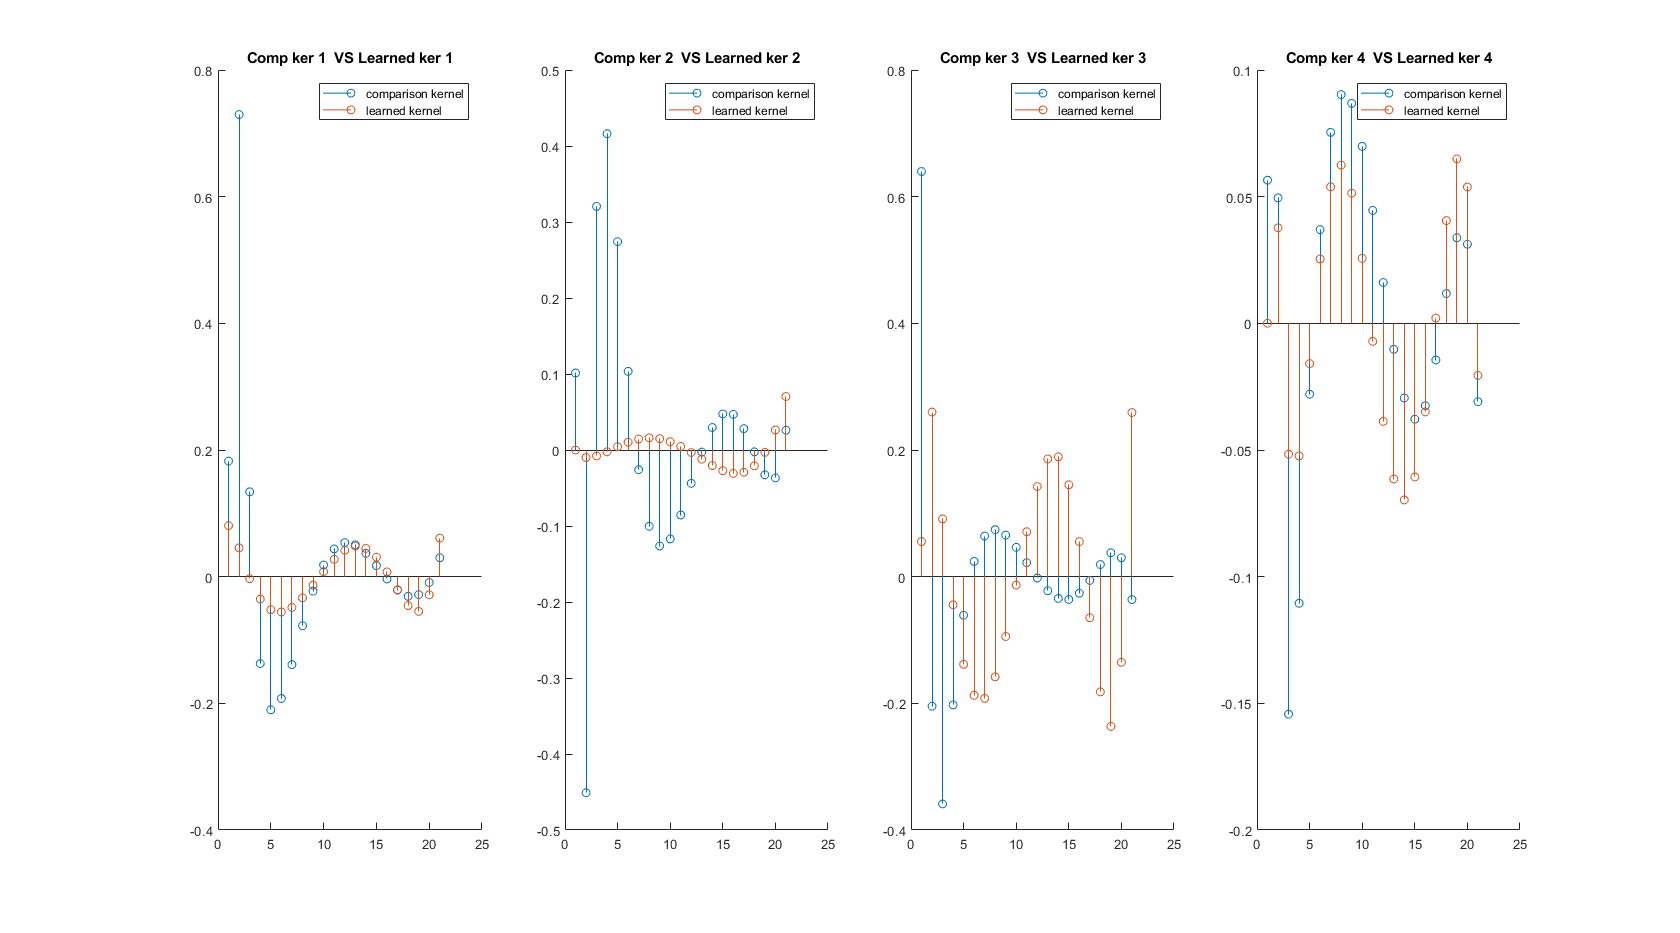 Comp ker 1  VS Learned ker 1
comparison kernel
learned kernel
0.8
0.6
0.4
0.2
0
-0.2
-0.4
0 5 10 15 20 25
Comp ker 2  VS Learned ker 2
comparison kernel
learned kernel
0.5
0.4
0.3
0.2
0.1
0
-0.1
-0.2
-0.3
-0.4
-0.5
0 5 10 15 20 25
Comp ker 3  VS Learned ker 3
comparison kernel
learned kernel
0.8
0.6
0.4
0.2
0
-0.2
-0.4
0 5 10 15 20 25
Comp ker 4  VS Learned ker 4
comparison kernel
learned kernel
0.1
0.05
0
-0.05
-0.1
-0.15
-0.2
0 5 10 15 20 25